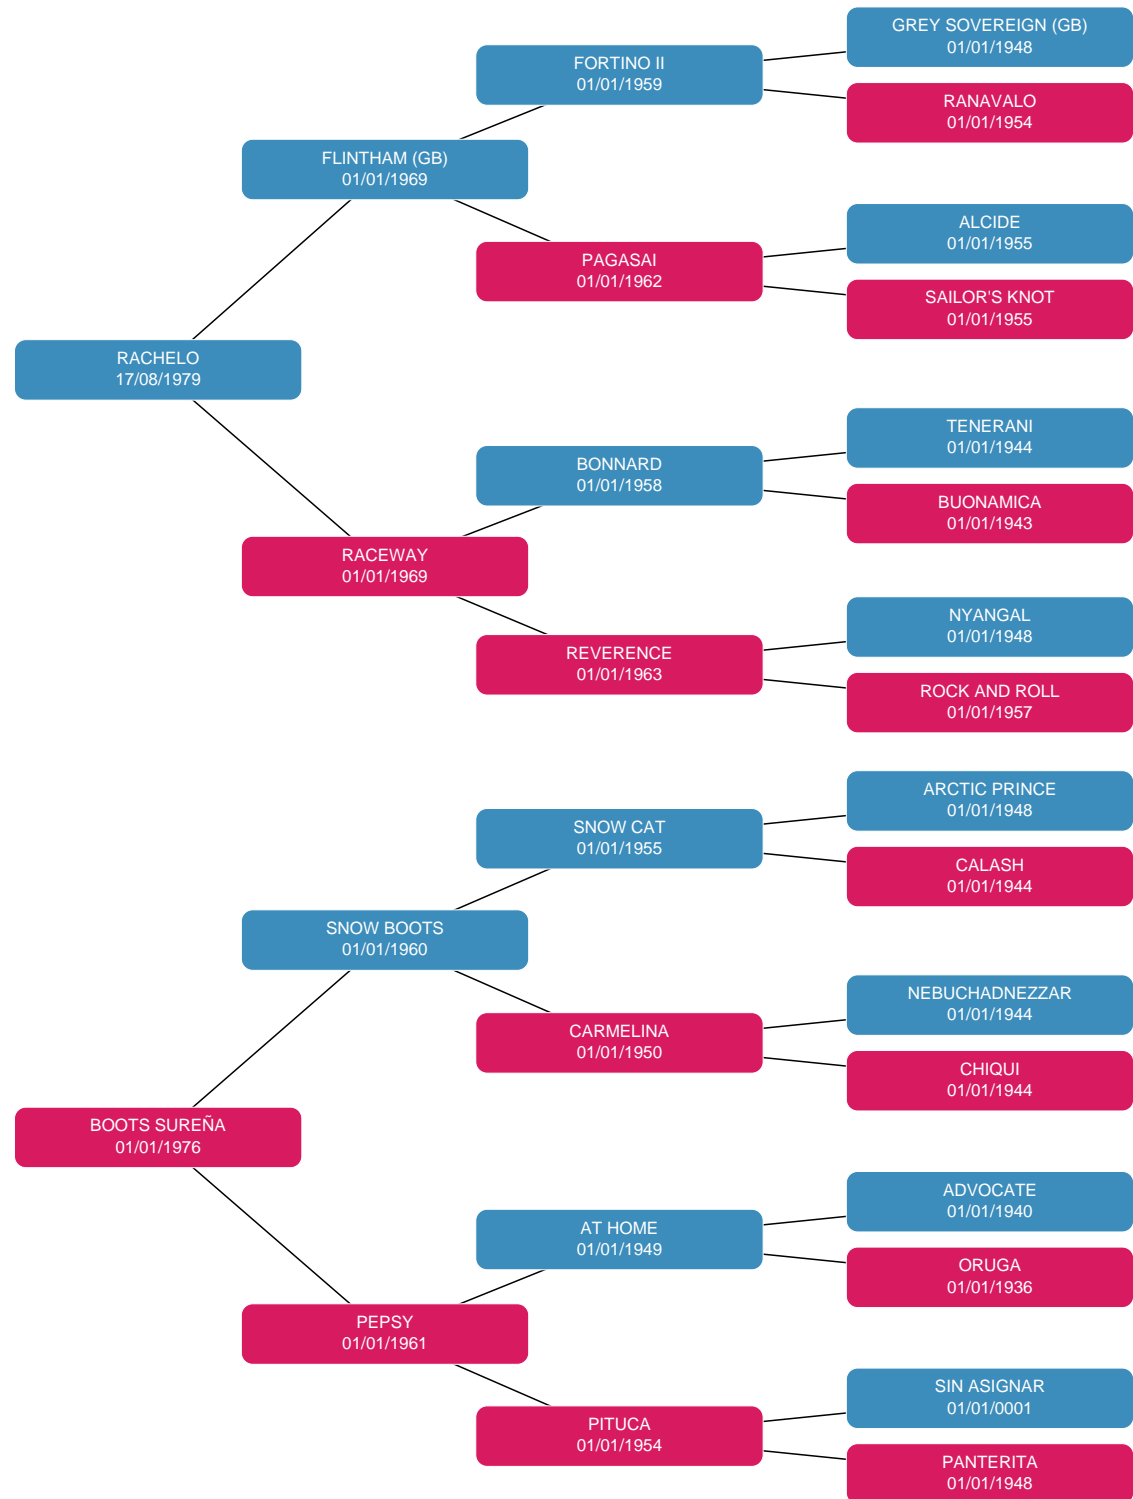 GREY SOVEREIGN (GB)
01/01/1948
FORTINO II
01/01/1959
RANAVALO
01/01/1954
FLINTHAM (GB)
01/01/1969
ALCIDE
01/01/1955
PAGASAI
01/01/1962
SAILOR'S KNOT
01/01/1955
RACHELO
17/08/1979
TENERANI
01/01/1944
BONNARD
01/01/1958
BUONAMICA
01/01/1943
RACEWAY
01/01/1969
NYANGAL
01/01/1948
REVERENCE
01/01/1963
ROCK AND ROLL
01/01/1957
ARCTIC PRINCE
01/01/1948
SNOW CAT
01/01/1955
CALASH
01/01/1944
SNOW BOOTS
01/01/1960
NEBUCHADNEZZAR
01/01/1944
CARMELINA
01/01/1950
CHIQUI
01/01/1944
BOOTS SUREÑA
01/01/1976
ADVOCATE
01/01/1940
AT HOME
01/01/1949
ORUGA
01/01/1936
PEPSY
01/01/1961
SIN ASIGNAR
01/01/0001
PITUCA
01/01/1954
PANTERITA
01/01/1948